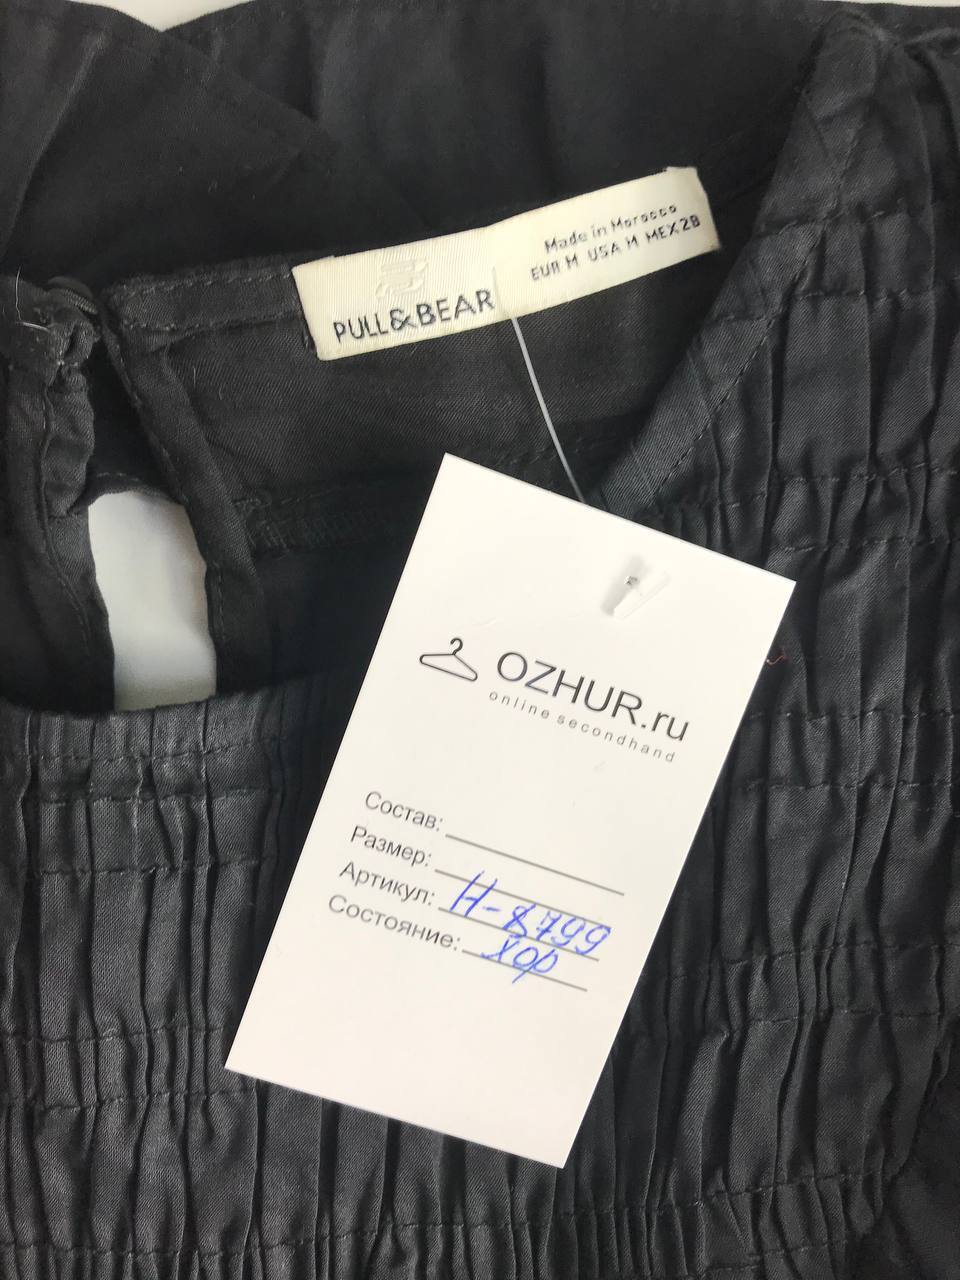 Made in Morocco
EUR M USA M MEX 28
PULL&BEAR
OZHUR.ru
online secondhand
Состав:
Размер:
Артикул: Н-8799
Состояние: хор